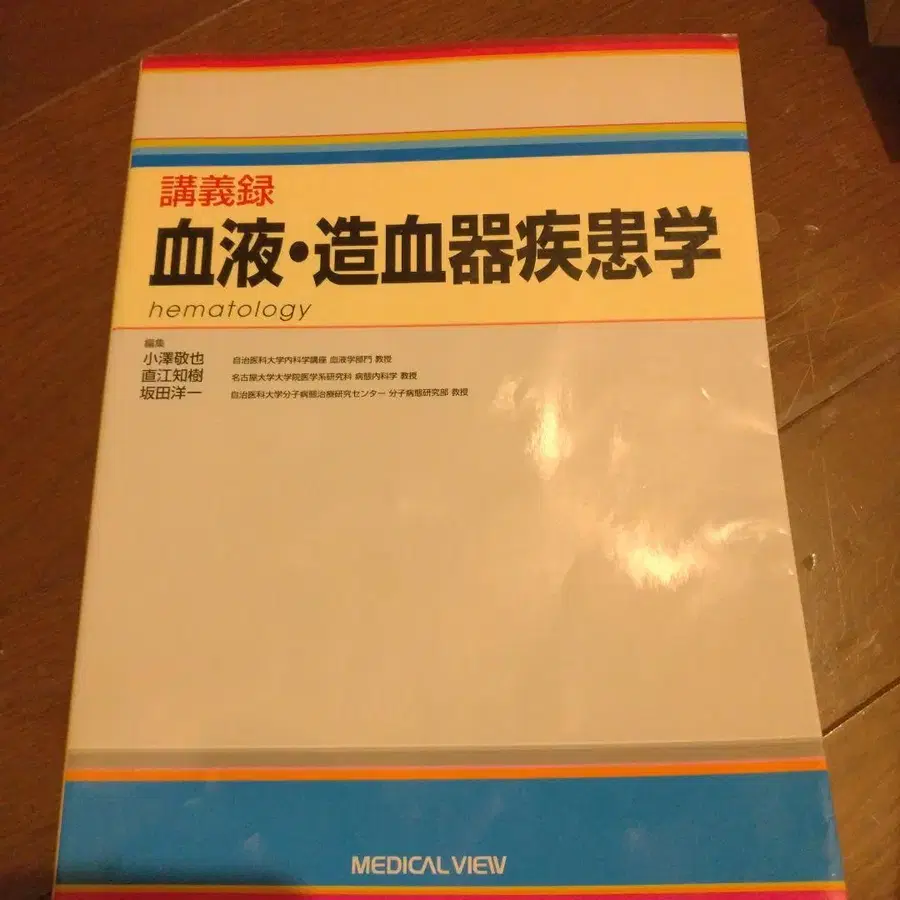 講義録
血液・造血器疾患学
hematology
編集
小澤敬也 自治医科大学内科学講座 血液学部門 教授
直江知樹 名古屋大学大学院医学系研究科 病態内科学 教授
坂田洋一 自治医科大学分子病態治療研究センター 分子病態研究部 教授
MEDICAL VIEW